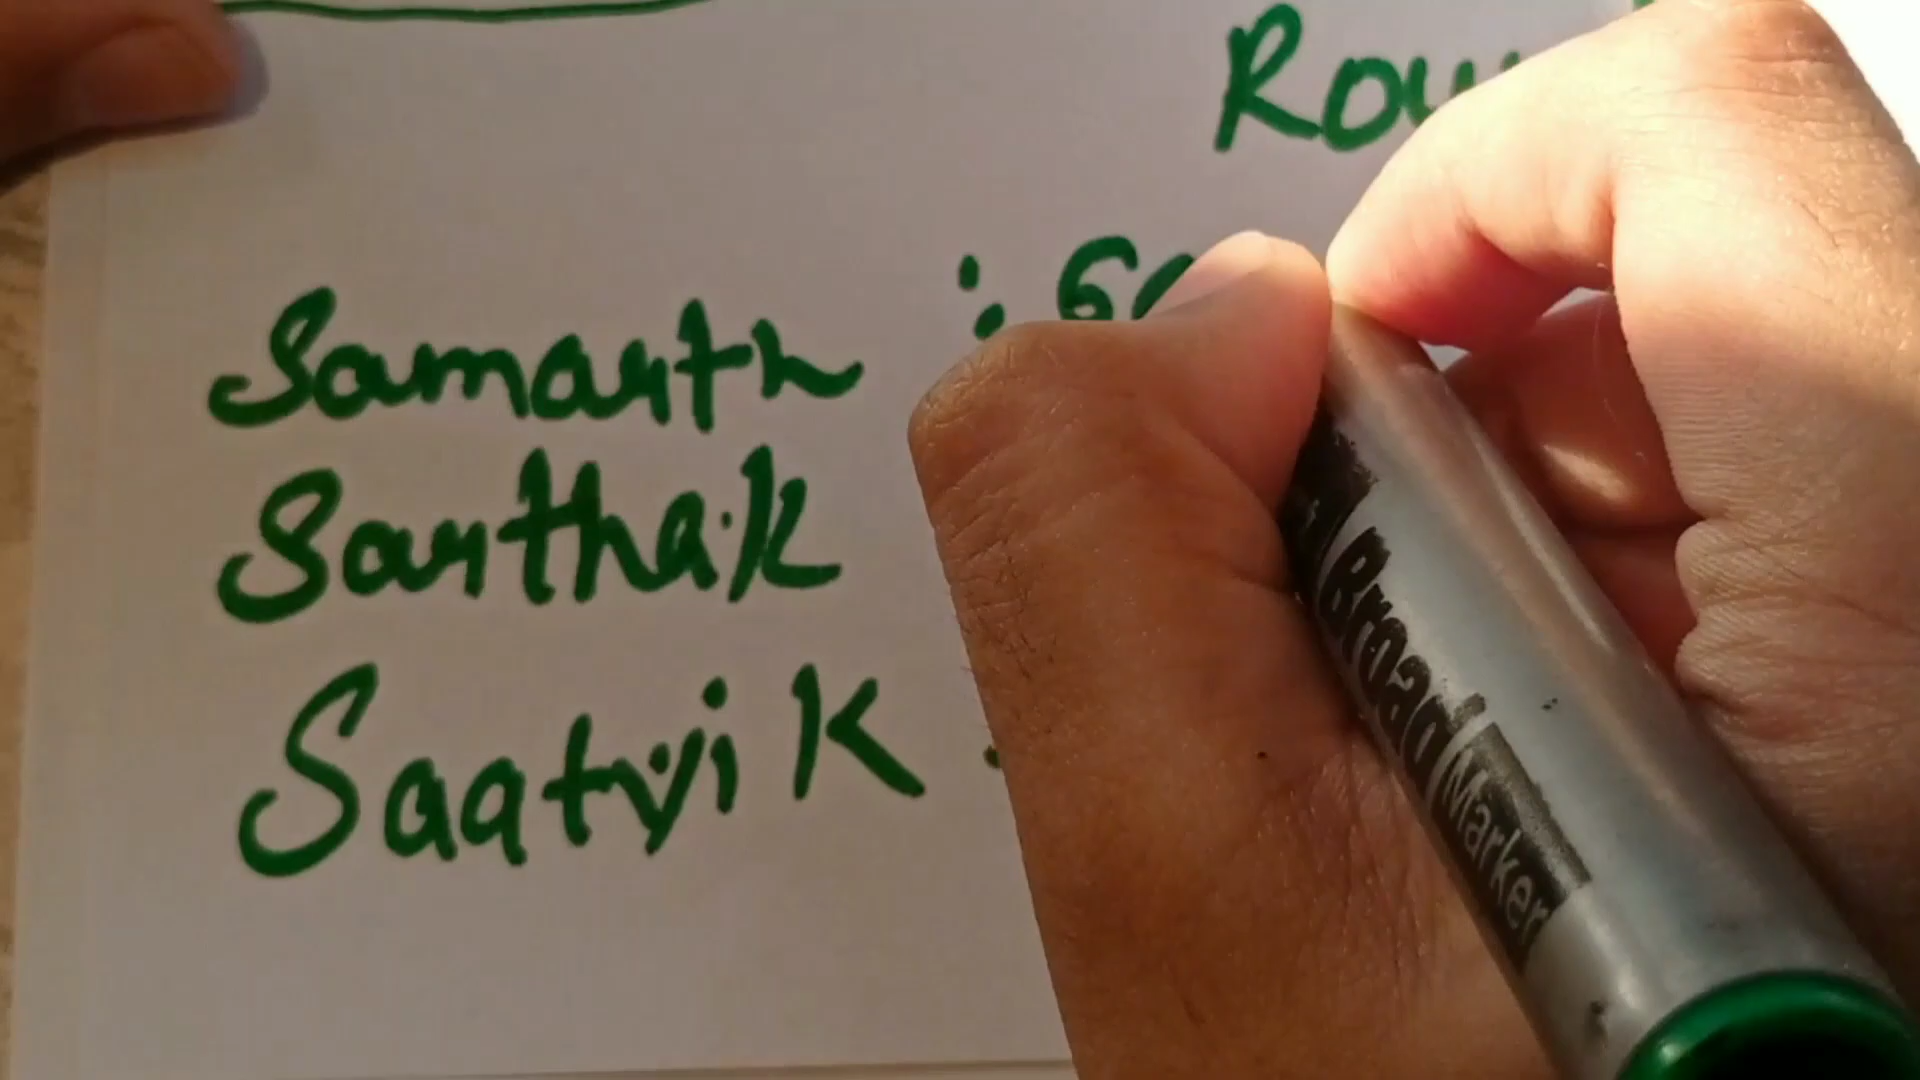 Samarth :
Sarthak
Saatvik :
Broad
Marker